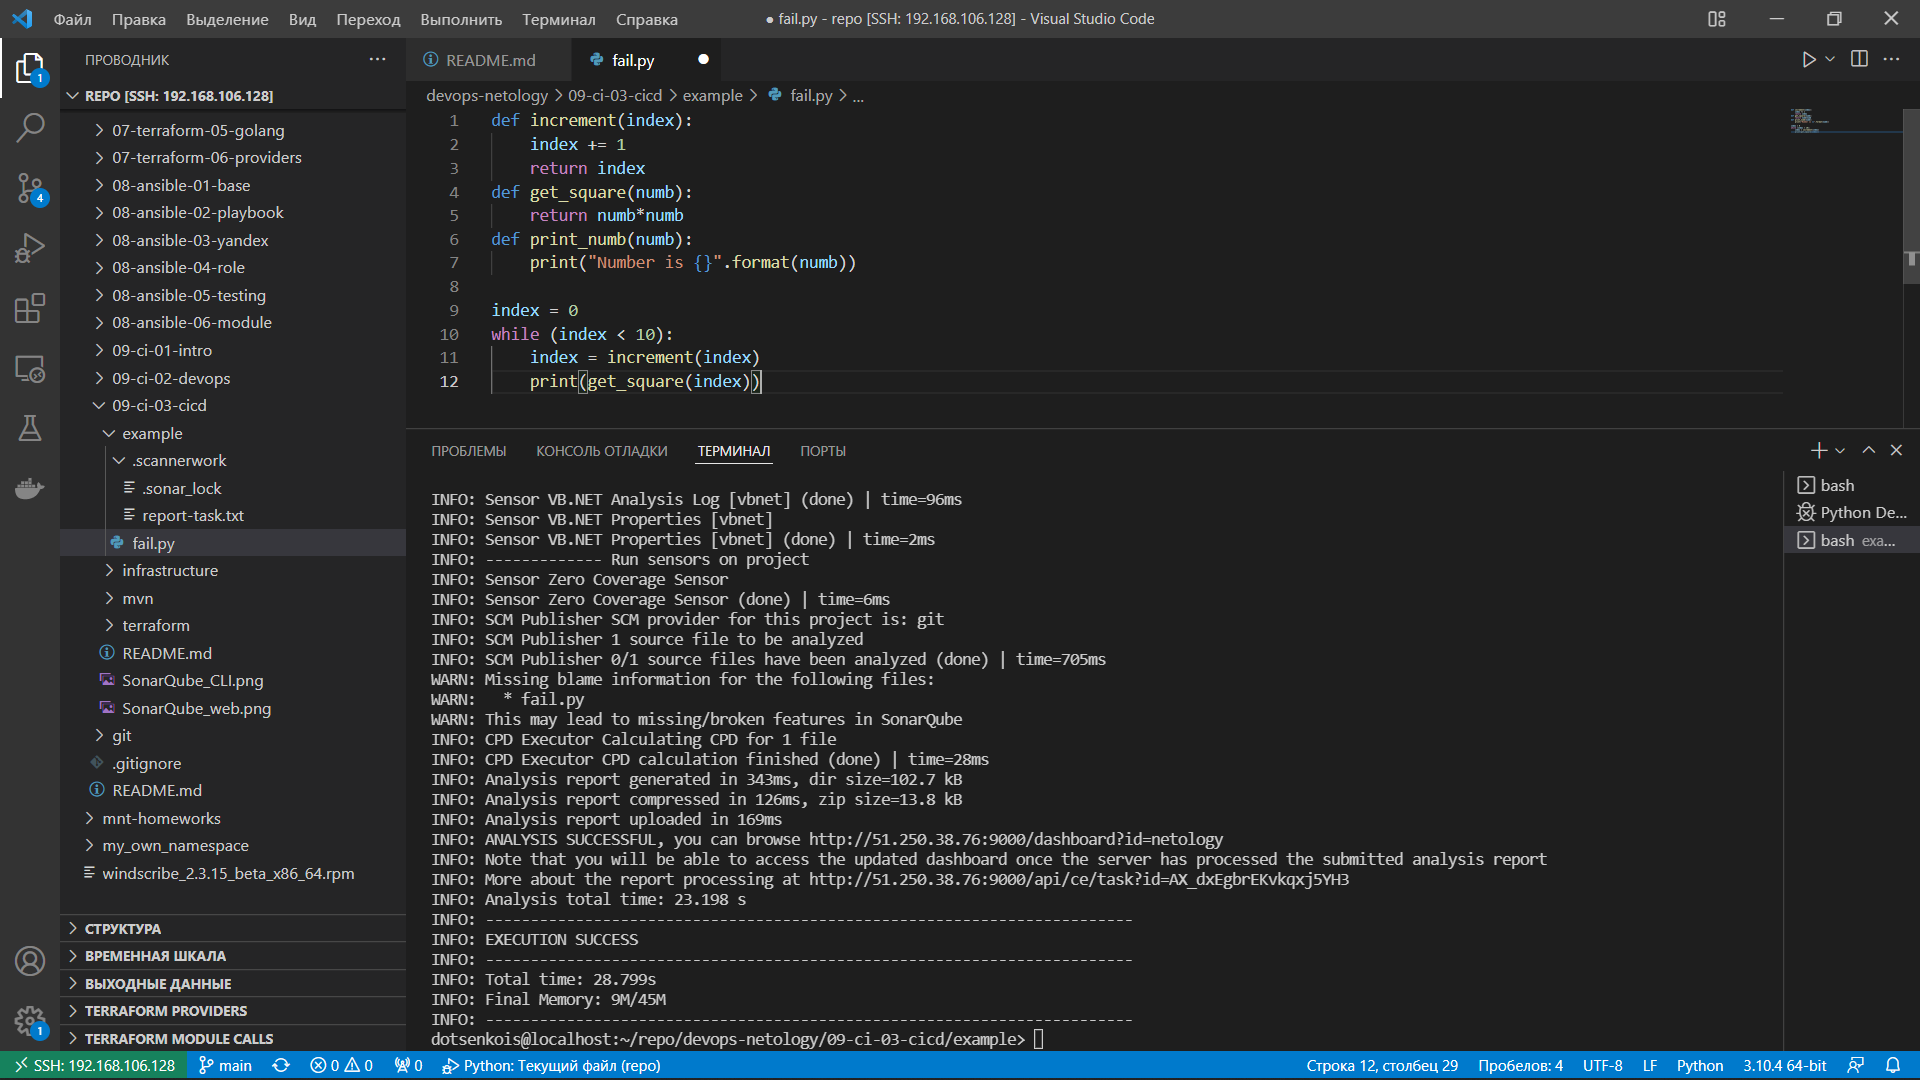 Файл Правка Выделение Вид Переход Выполнить Терминал Справка
● fail.py - repo [SSH: 192.168.106.128] - Visual Studio Code
ПРОВОДНИК
REPO [SSH: 192.168.106.128]
07-terraform-05-golang
07-terraform-06-providers
08-ansible-01-base
08-ansible-02-playbook
08-ansible-03-yandex
08-ansible-04-role
08-ansible-05-testing
08-ansible-06-module
09-ci-01-intro
09-ci-02-devops
09-ci-03-cicd
example
.scannerwork
.sonar_lock
report-task.txt
fail.py
infrastructure
mvn
terraform
README.md
SonarQube_CLI.png
SonarQube_web.png
git
.gitignore
README.md
mnt-homeworks
my_own_namespace
windscribe_2.3.15_beta_x86_64.rpm
СТРУКТУРА
ВРЕМЕННАЯ ШКАЛА
ВЫХОДНЫЕ ДАННЫЕ
TERRAFORM PROVIDERS
TERRAFORM MODULE CALLS
1
4
1
README.md
fail.py
devops-netology > 09-ci-03-cicd > example > fail.py > ...
1 def increment(index):
2     index += 1
3     return index
4 def get_square(numb):
5     return numb*numb
6 def print_numb(numb):
7     print("Number is {}".format(numb))
8
9 index = 0
10 while (index < 10):
11     index = increment(index)
12     print(get_square(index))
ПРОБЛЕМЫ КОНСОЛЬ ОТЛАДКИ ТЕРМИНАЛ ПОРТЫ
INFO: Sensor VB.NET Analysis Log [vbnet] (done) | time=96ms
INFO: Sensor VB.NET Properties [vbnet]
INFO: Sensor VB.NET Properties [vbnet] (done) | time=2ms
INFO: ------------- Run sensors on project
INFO: Sensor Zero Coverage Sensor
INFO: Sensor Zero Coverage Sensor (done) | time=6ms
INFO: SCM Publisher SCM provider for this project is: git
INFO: SCM Publisher 1 source file to be analyzed
INFO: SCM Publisher 0/1 source files have been analyzed (done) | time=705ms
WARN: Missing blame information for the following files:
WARN:   * fail.py
WARN: This may lead to missing/broken features in SonarQube
INFO: CPD Executor Calculating CPD for 1 file
INFO: CPD Executor CPD calculation finished (done) | time=28ms
INFO: Analysis report generated in 343ms, dir size=102.7 kB
INFO: Analysis report compressed in 126ms, zip size=13.8 kB
INFO: Analysis report uploaded in 169ms
INFO: ANALYSIS SUCCESSFUL, you can browse http://51.250.38.76:9000/dashboard?id=netology
INFO: Note that you will be able to access the updated dashboard once the server has processed the submitted analysis report
INFO: More about the report processing at http://51.250.38.76:9000/api/ce/task?id=AX_dxEgbrEKvkqxj5YH3
INFO: Analysis total time: 23.198 s
INFO: ------------------------------------------------------------------------
INFO: EXECUTION SUCCESS
INFO: ------------------------------------------------------------------------
INFO: Total time: 28.799s
INFO: Final Memory: 9M/45M
INFO: ------------------------------------------------------------------------
dotsenkois@localhost:~/repo/devops-netology/09-ci-03-cicd/example>
bash
Python De...
bash exa...
SSH: 192.168.106.128 main 0 0 0 Python: Текущий файл (repo)
Строка 12, столбец 29 Пробелов: 4 UTF-8 LF Python 3.10.4 64-bit